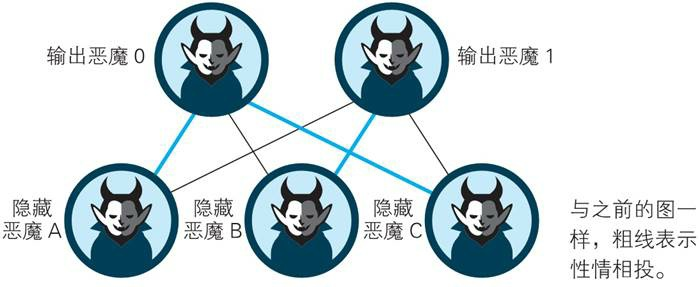 输出恶魔 0
输出恶魔 1
隐藏
恶魔 A
隐藏
恶魔 B
隐藏
恶魔 C
与之前的图一
样，粗线表示
性情相投。